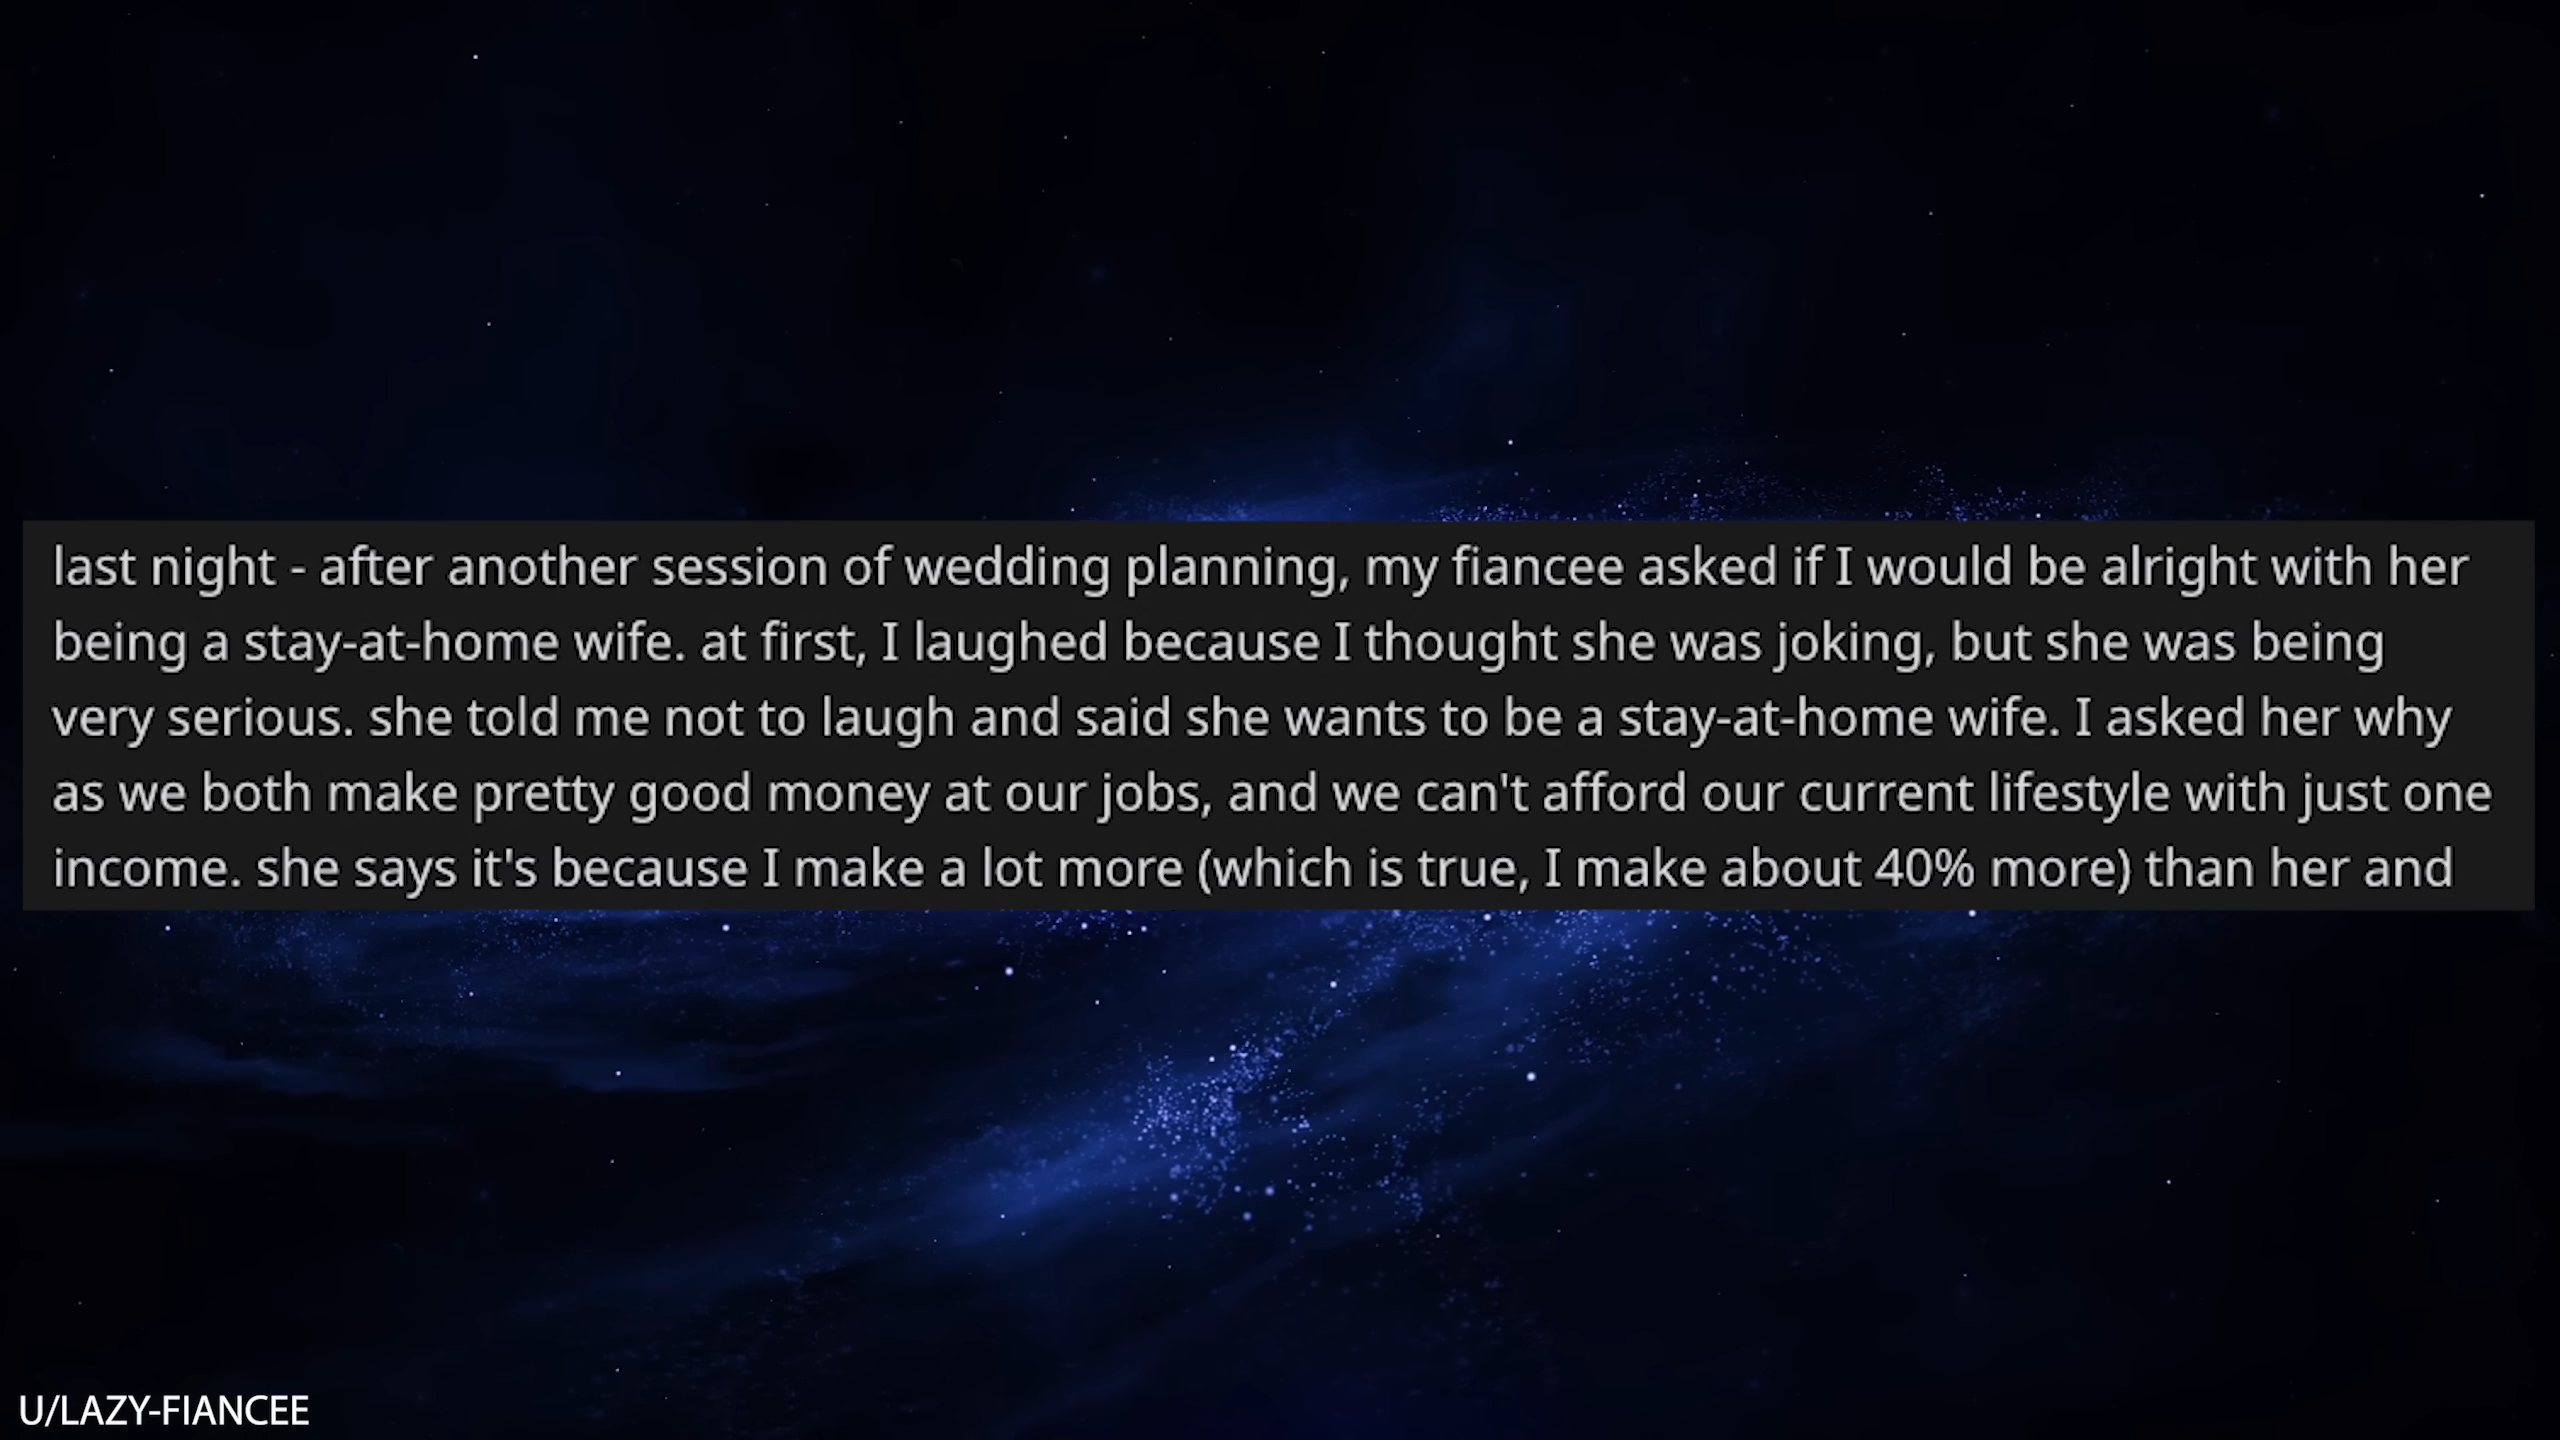 last night - after another session of wedding planning, my fiancee asked if I would be alright with her
being a stay-at-home wife. at first, I laughed because I thought she was joking, but she was being
very serious. she told me not to laugh and said she wants to be a stay-at-home wife. I asked her why
as we both make pretty good money at our jobs, and we can't afford our current lifestyle with just one
income. she says it's because I make a lot more (which is true, I make about 40% more) than her and
U/LAZY-FIANCEE